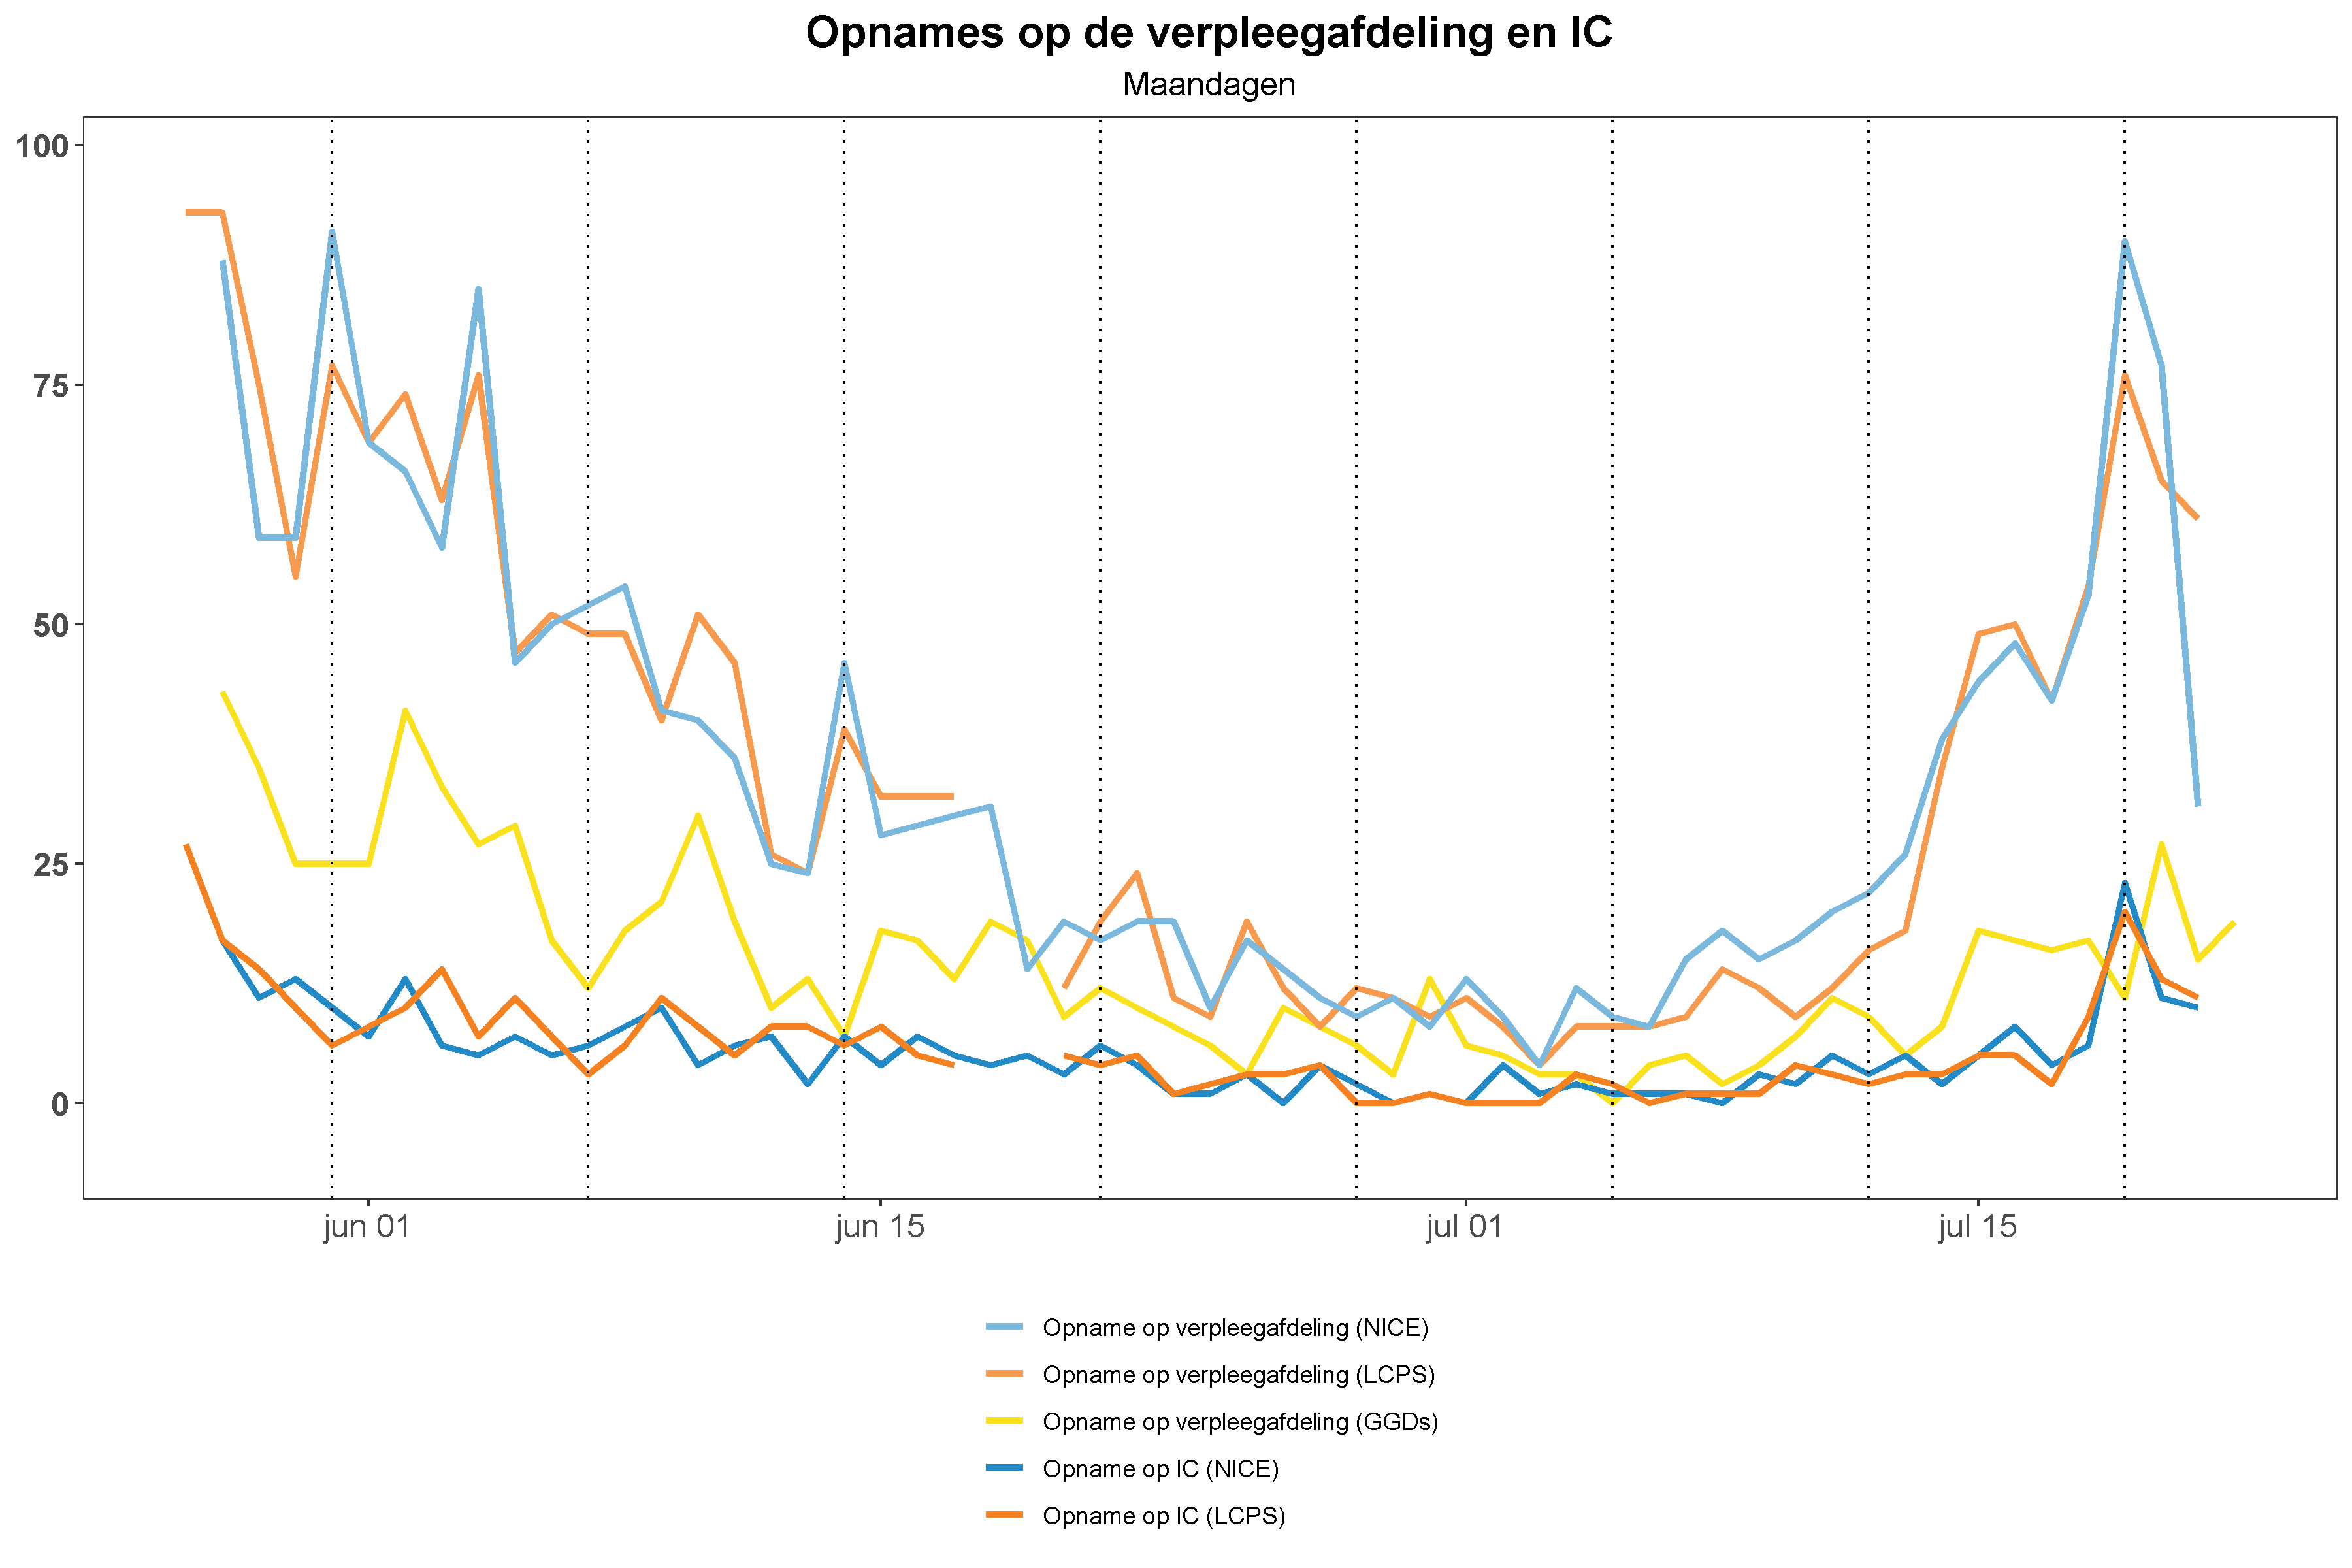 Opnames op de verpleegafdeling en IC
Maandagen
100
75
50
25
0
jun 01 jun 15 jul 01 jul 15
Opname op verpleegafdeling (NICE)
Opname op verpleegafdeling (LCPS)
Opname op verpleegafdeling (GGDs)
Opname op IC (NICE)
Opname op IC (LCPS)